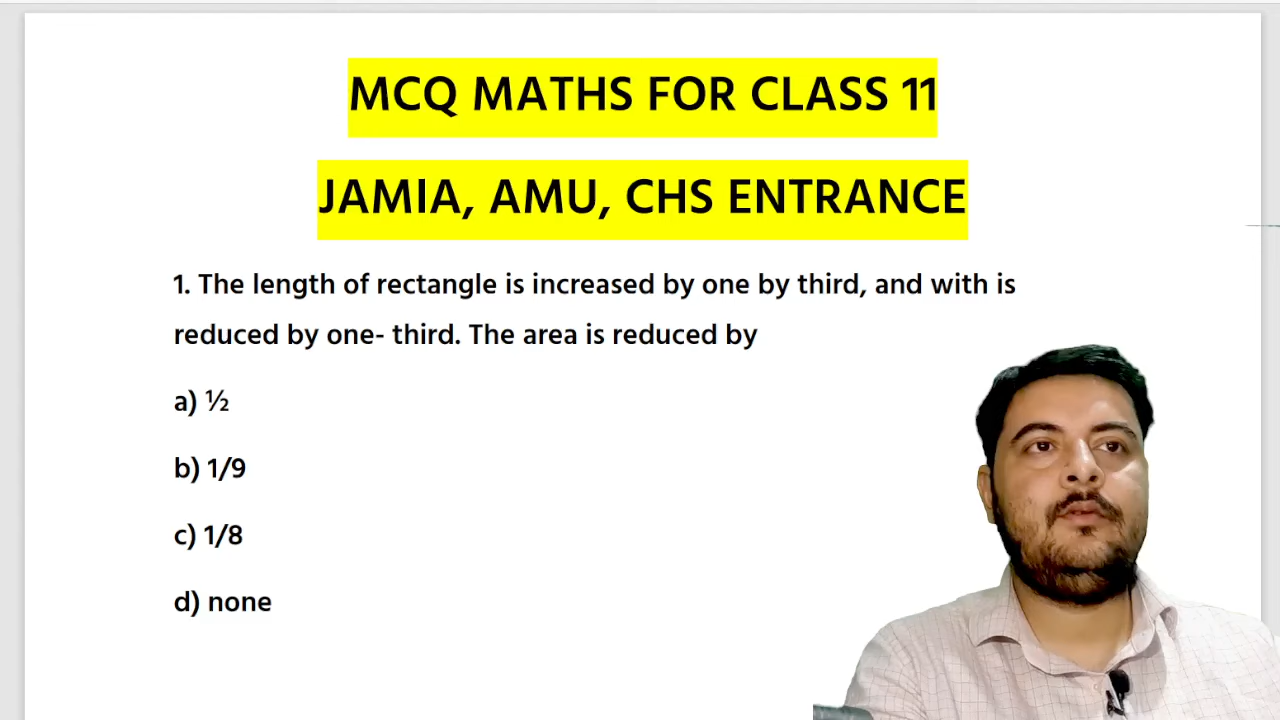 MCQ MATHS FOR CLASS 11
JAMIA, AMU, CHS ENTRANCE
1. The length of rectangle is increased by one by third, and with is
reduced by one- third. The area is reduced by
a) ½
b) 1/9
c) 1/8
d) none